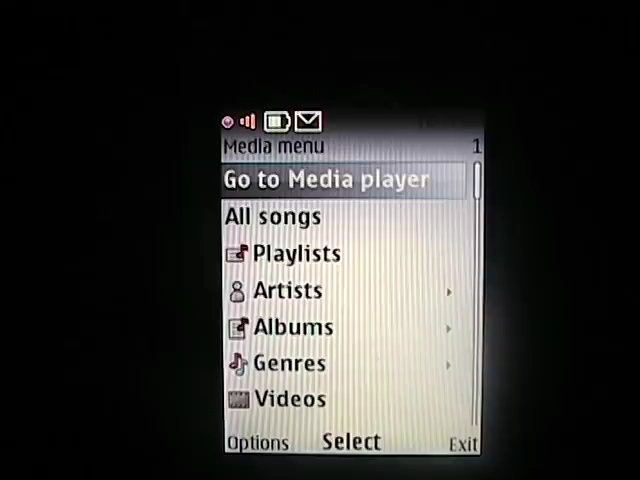 Media menu 1
Go to Media player
All songs
Playlists
Artists
Albums
Genres
Videos
Options Select Exit